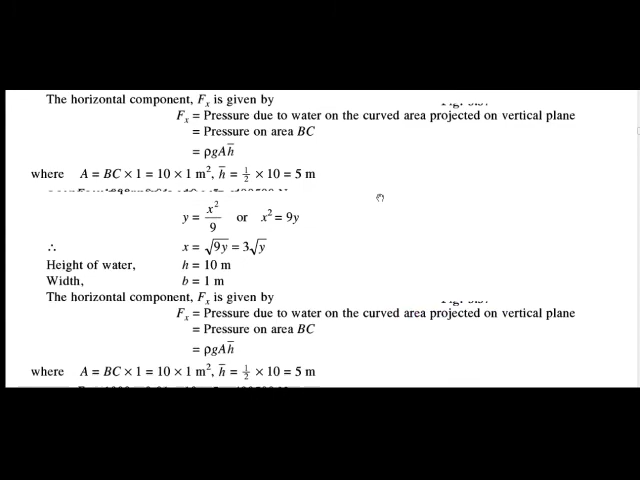 The horizontal component, Fₓ is given by
Fₓ = Pressure due to water on the curved area projected on vertical plane
= Pressure on area BC
= ρgAh̅
where A = BC × 1 = 10 × 1 m², h̅ = ½ × 10 = 5 m
y = x²/9 or x² = 9y
∴ x = √9y = 3√y
Height of water, h = 10 m
Width, b = 1 m
The horizontal component, Fₓ is given by
Fₓ = Pressure due to water on the curved area projected on vertical plane
= Pressure on area BC
= ρgAh̅
where A = BC × 1 = 10 × 1 m², h̅ = ½ × 10 = 5 m